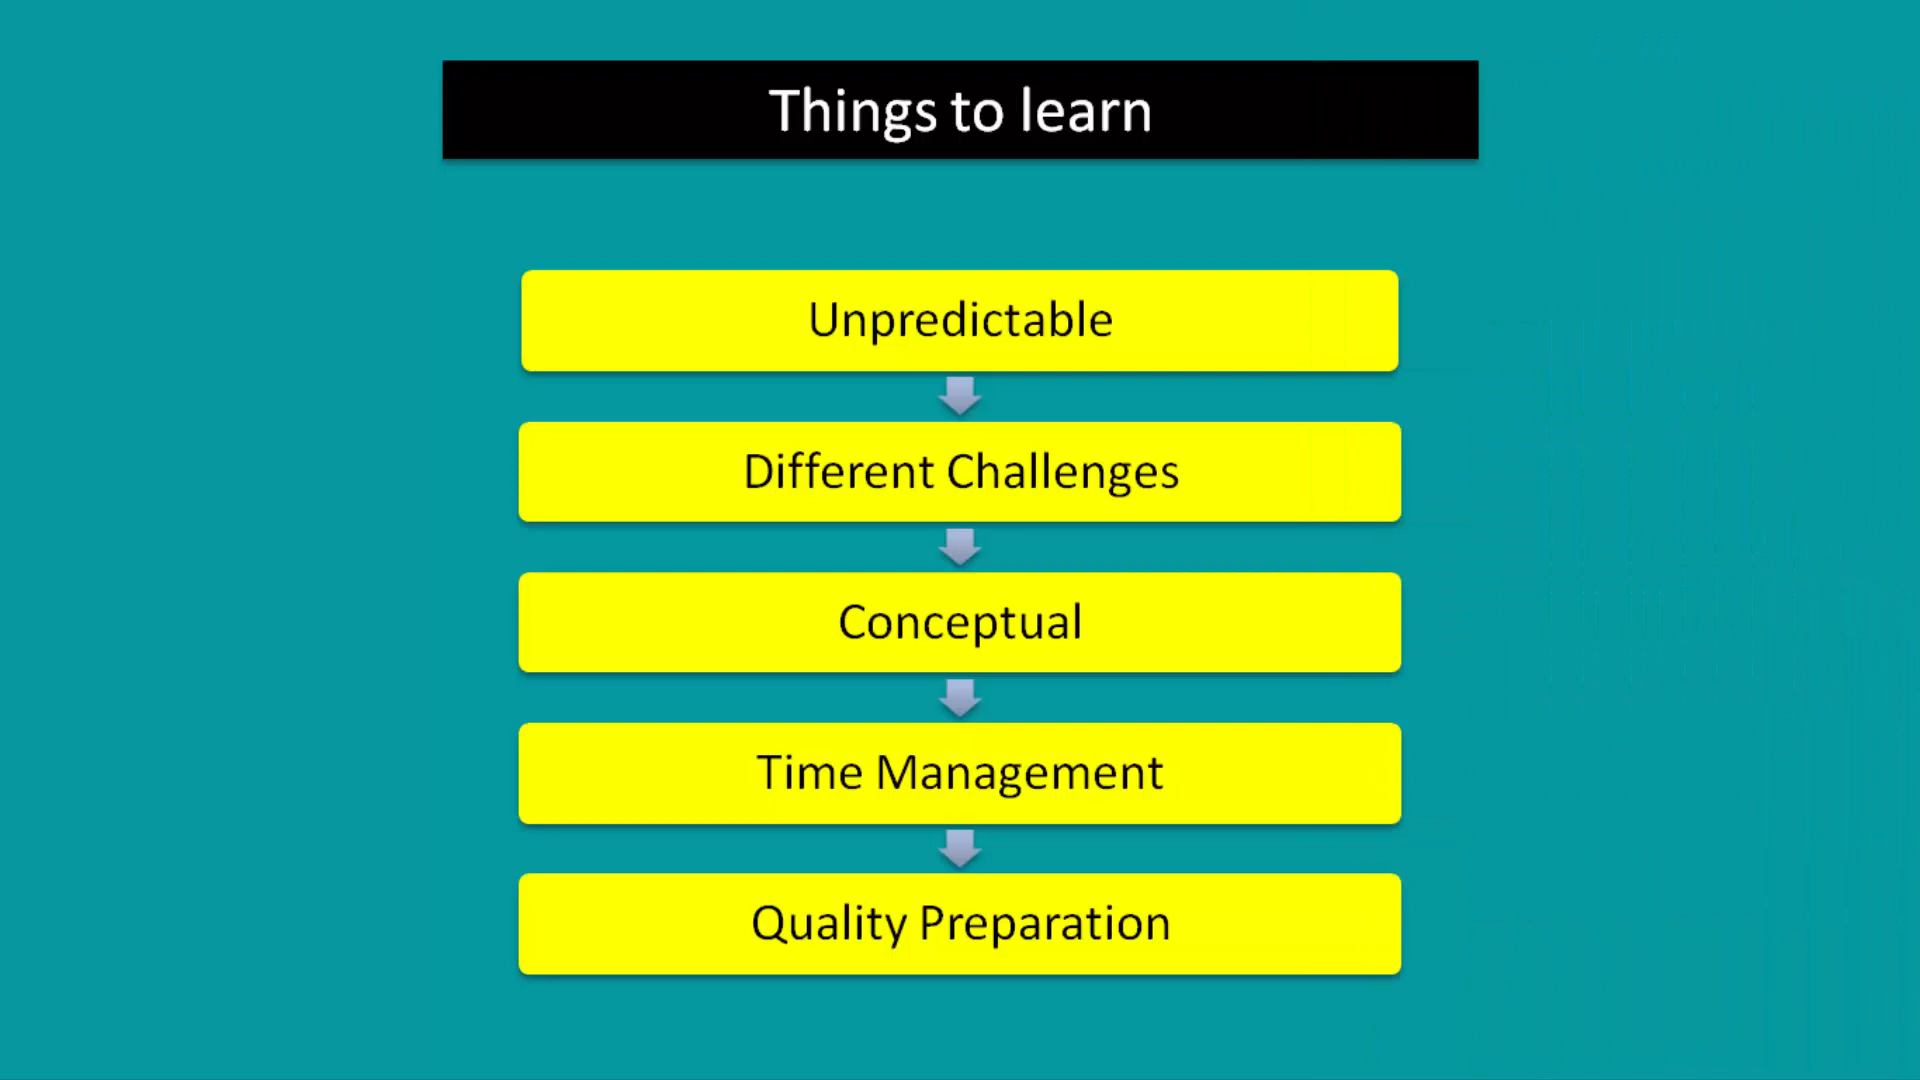 Things to learn
Unpredictable
Different Challenges
Conceptual
Time Management
Quality Preparation